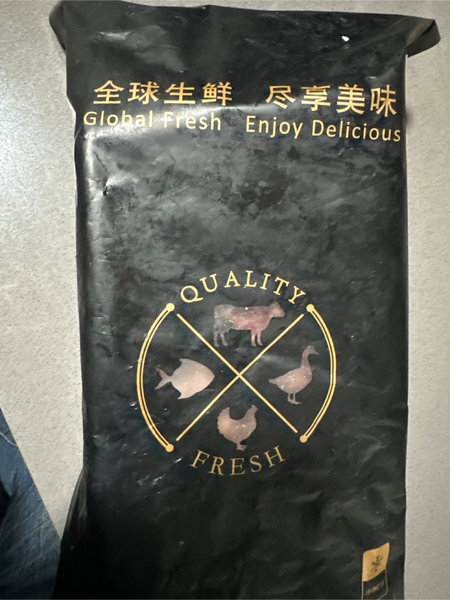 全球生鲜 尽享美味
Global Fresh Enjoy Delicious
QUALITY
FRESH